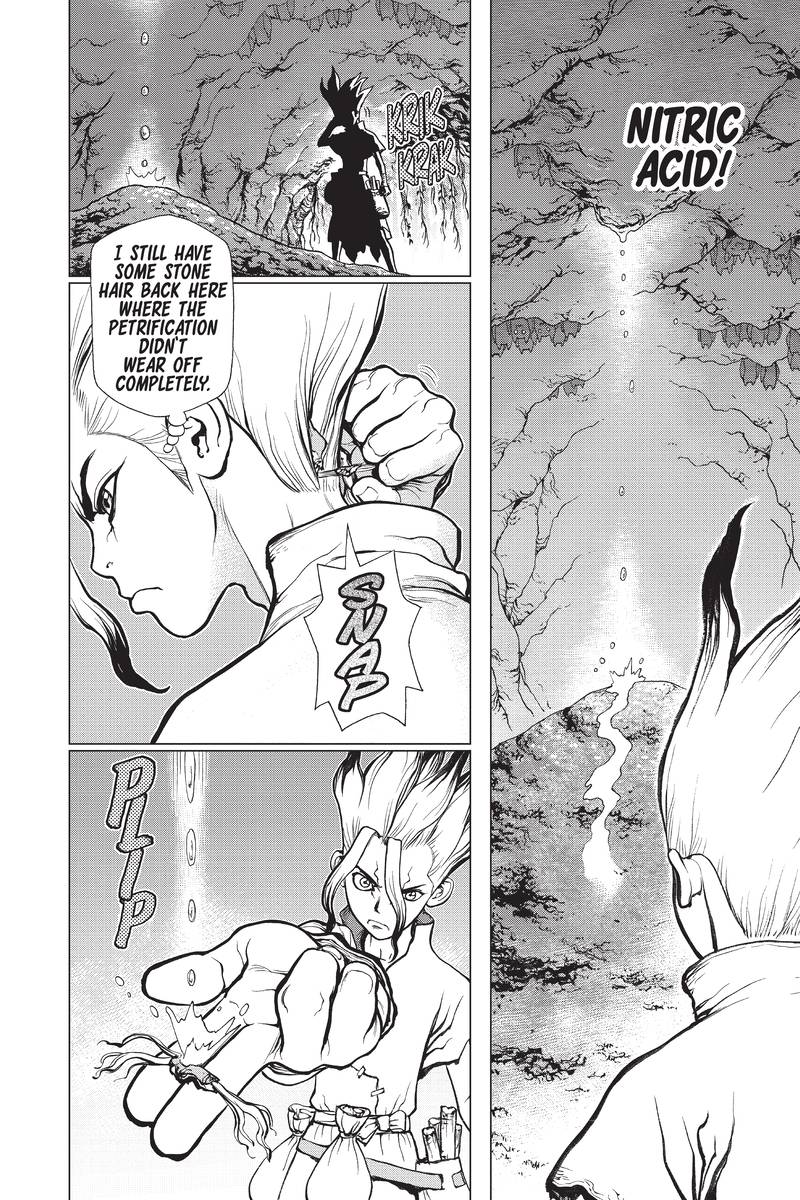 NITRIC
ACID!
KRIK
KRAK
I STILL HAVE
SOME STONE
HAIR BACK HERE
WHERE THE
PETRIFICATION
DIDN'T
WEAR OFF
COMPLETELY.
SNAP
PLIP